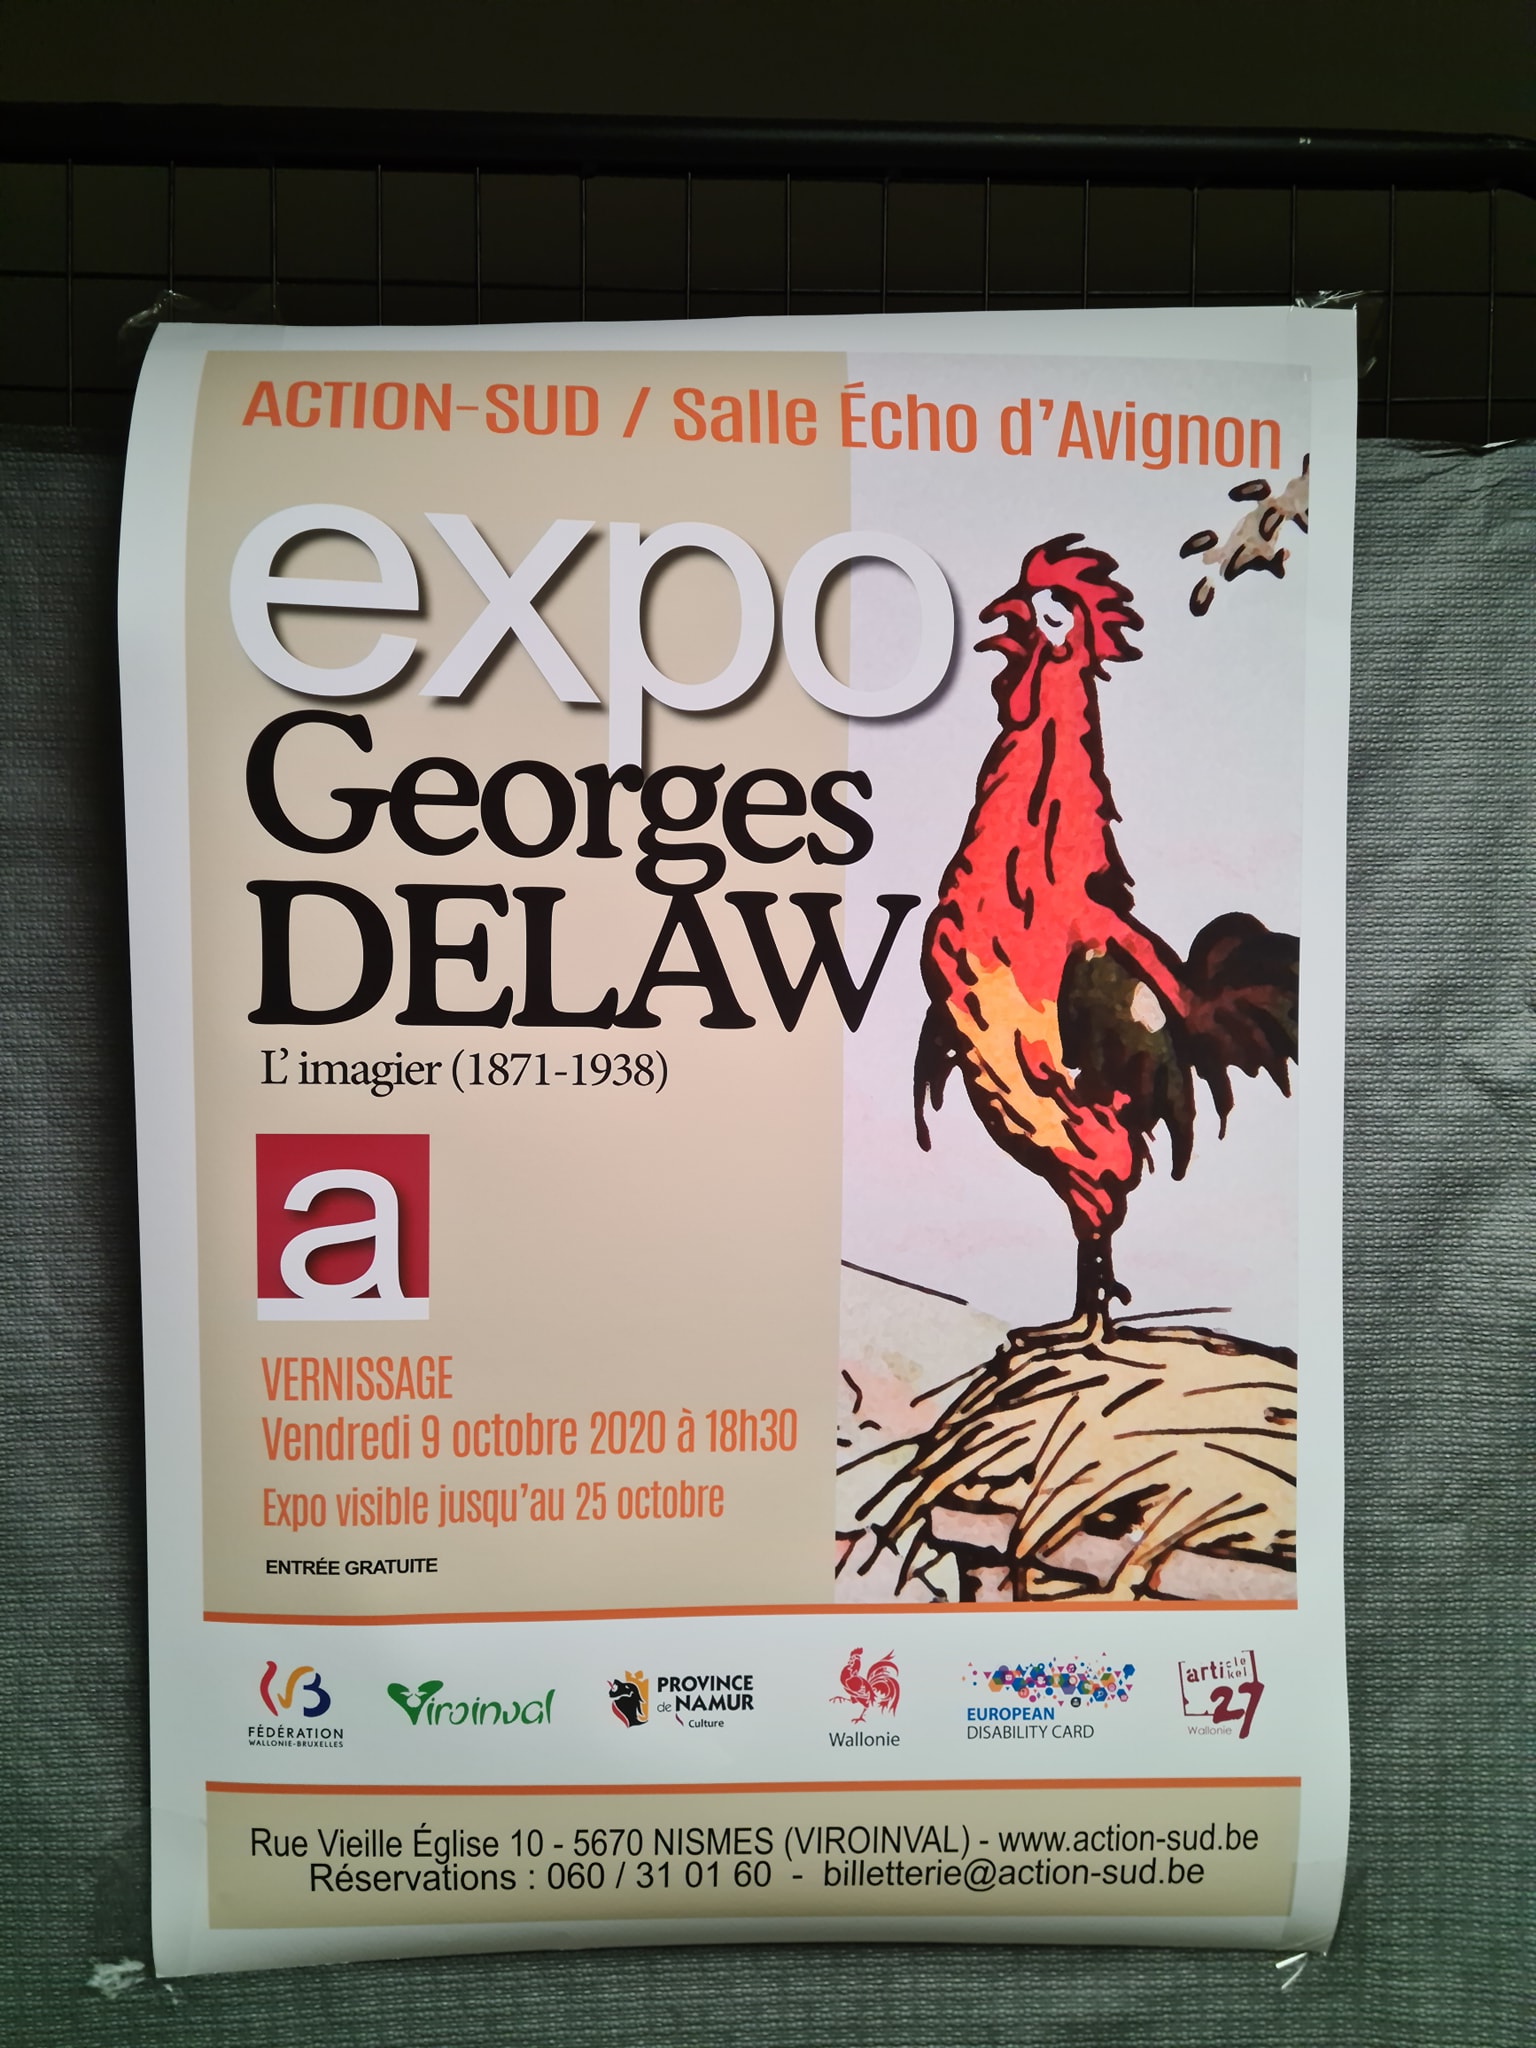 ACTION-SUD / Salle Écho d'Avignon
expo
Georges
DELAW
L' imagier (1871-1938)
a
VERNISSAGE
Vendredi 9 octobre 2020 à 18h30
Expo visible jusqu'au 25 octobre
ENTRÉE GRATUITE
FÉDÉRATION
WALLONIE-BRUXELLES
Viroinval
PROVINCE
de NAMUR
Culture
Wallonie
EUROPEAN
DISABILITY CARD
article
kel
27
Wallonie
Rue Vieille Église 10 - 5670 NISMES (VIROINVAL) - www.action-sud.be
Réservations : 060 / 31 01 60 - billetterie@action-sud.be